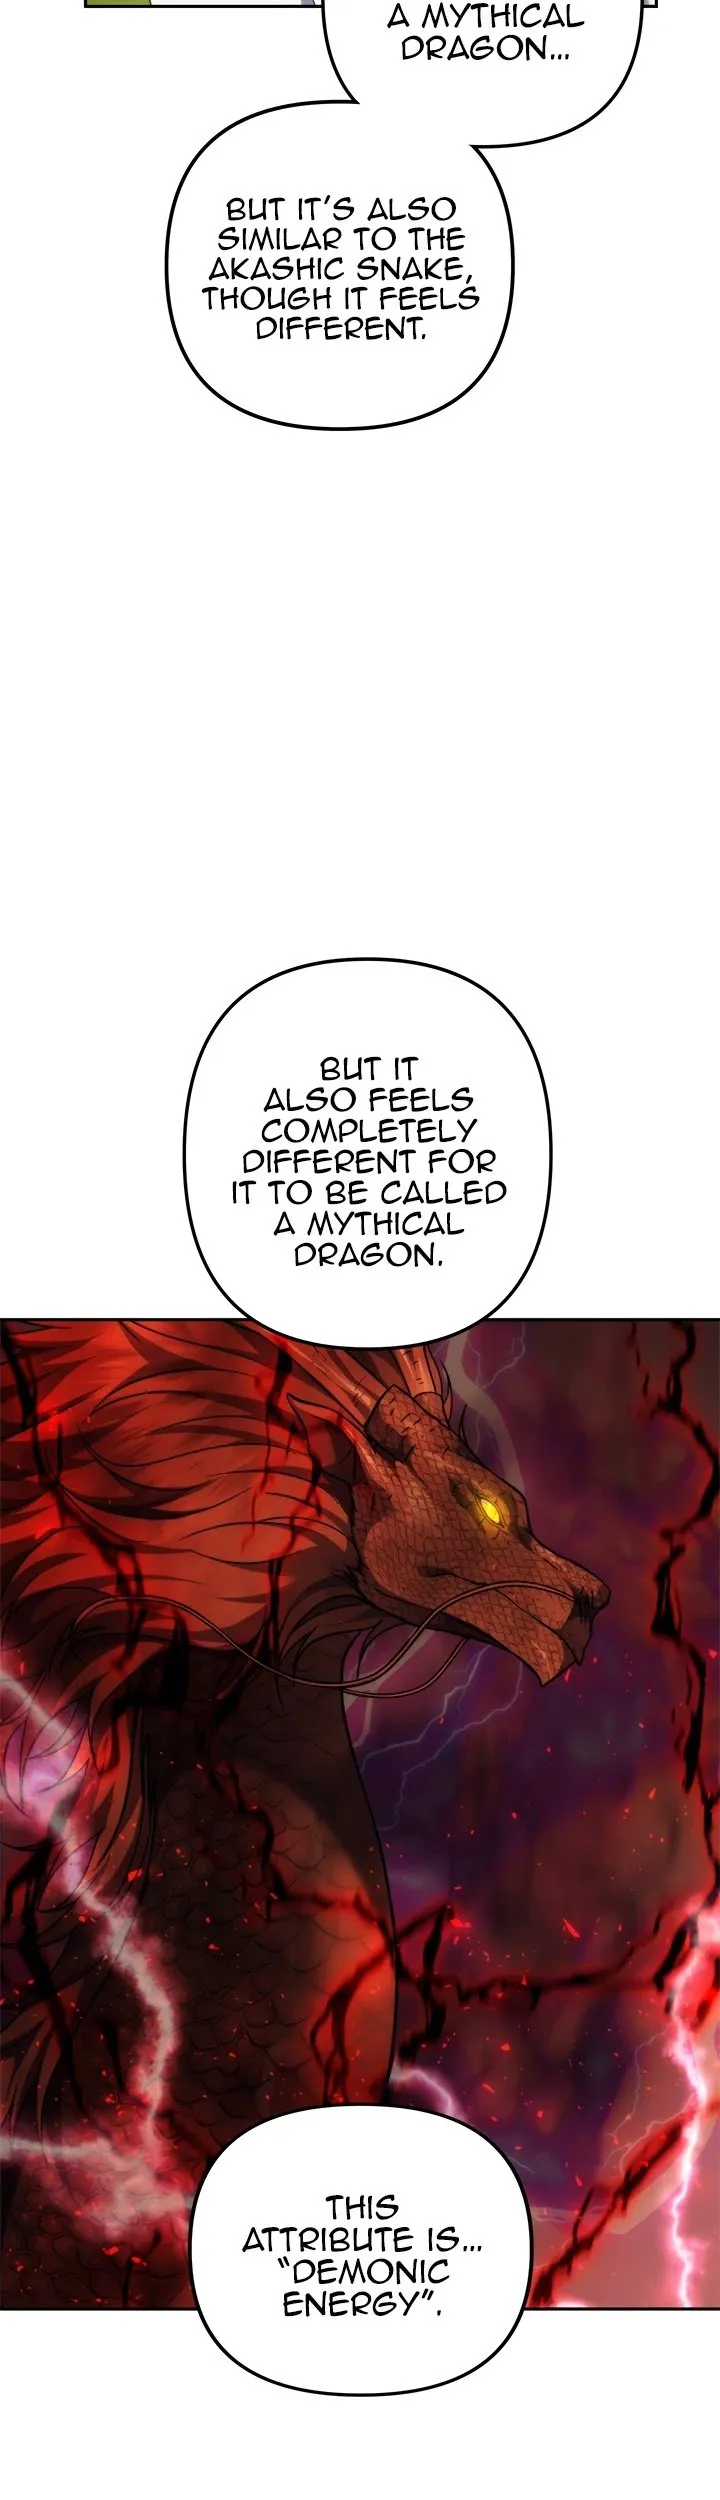 A MYTHICAL
DRAGON...
BUT IT'S ALSO
SIMILAR TO THE
AKASHIC SNAKE,
THOUGH IT FEELS
DIFFERENT.
BUT IT
ALSO FEELS
COMPLETELY
DIFFERENT FOR
IT TO BE CALLED
A MYTHICAL
DRAGON.
THIS
ATTRIBUTE IS...
"DEMONIC
ENERGY".